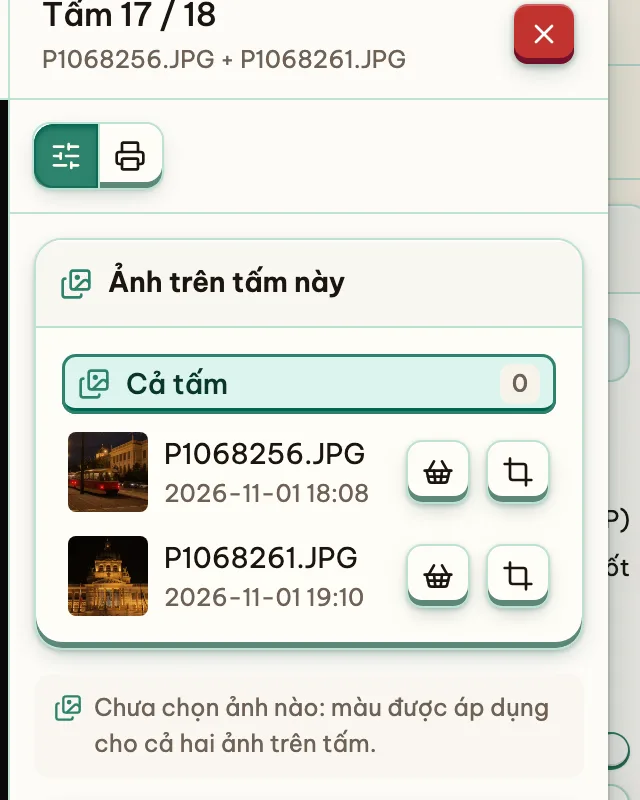 Tấm 17 / 18
P1068256.JPG + P1068261.JPG
Ảnh trên tấm này
Cả tấm
0
P1068256.JPG
2026-11-01 18:08
P1068261.JPG
2026-11-01 19:10
Chưa chọn ảnh nào: màu được áp dụng
cho cả hai ảnh trên tấm.